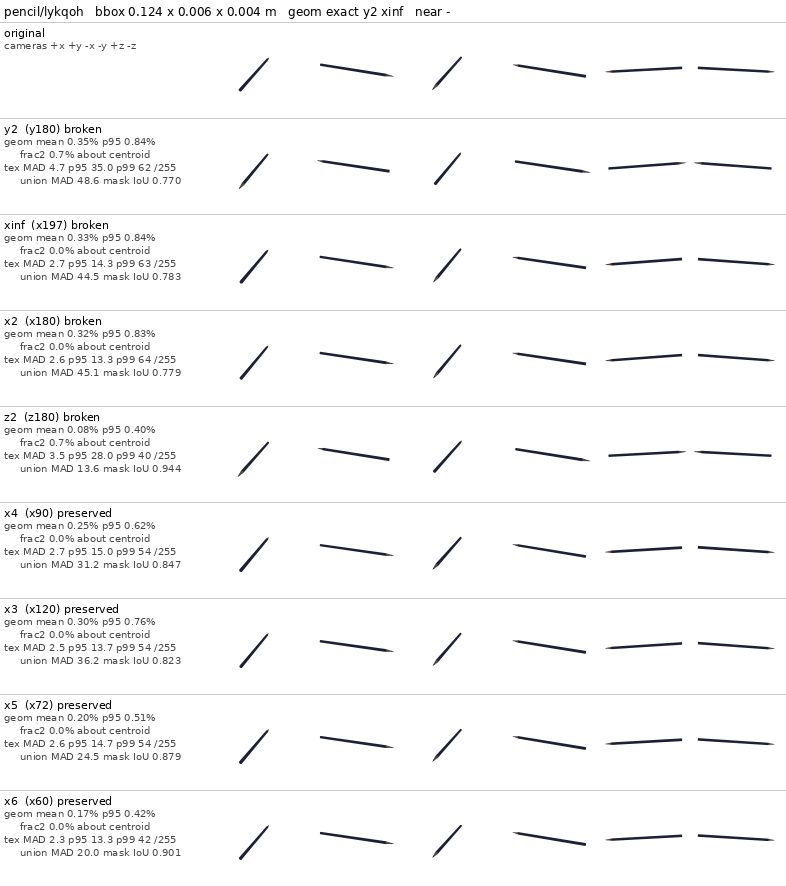 pencil/lykqoh   bbox 0.124 x 0.006 x 0.004 m   geom exact y2 xinf   near -
original
cameras +x +y -x -y +z -z
y2  (y180) broken
geom mean 0.35% p95 0.84%
frac2 0.7% about centroid
tex MAD 4.7 p95 35.0 p99 62 /255
union MAD 48.6 mask IoU 0.770
xinf  (x197) broken
geom mean 0.33% p95 0.84%
frac2 0.0% about centroid
tex MAD 2.7 p95 14.3 p99 63 /255
union MAD 44.5 mask IoU 0.783
x2  (x180) broken
geom mean 0.32% p95 0.83%
frac2 0.0% about centroid
tex MAD 2.6 p95 13.3 p99 64 /255
union MAD 45.1 mask IoU 0.779
z2  (z180) broken
geom mean 0.08% p95 0.40%
frac2 0.7% about centroid
tex MAD 3.5 p95 28.0 p99 40 /255
union MAD 13.6 mask IoU 0.944
x4  (x90) preserved
geom mean 0.25% p95 0.62%
frac2 0.0% about centroid
tex MAD 2.7 p95 15.0 p99 54 /255
union MAD 31.2 mask IoU 0.847
x3  (x120) preserved
geom mean 0.30% p95 0.76%
frac2 0.0% about centroid
tex MAD 2.5 p95 13.7 p99 54 /255
union MAD 36.2 mask IoU 0.823
x5  (x72) preserved
geom mean 0.20% p95 0.51%
frac2 0.0% about centroid
tex MAD 2.6 p95 14.7 p99 54 /255
union MAD 24.5 mask IoU 0.879
x6  (x60) preserved
geom mean 0.17% p95 0.42%
frac2 0.0% about centroid
tex MAD 2.3 p95 13.3 p99 42 /255
union MAD 20.0 mask IoU 0.901